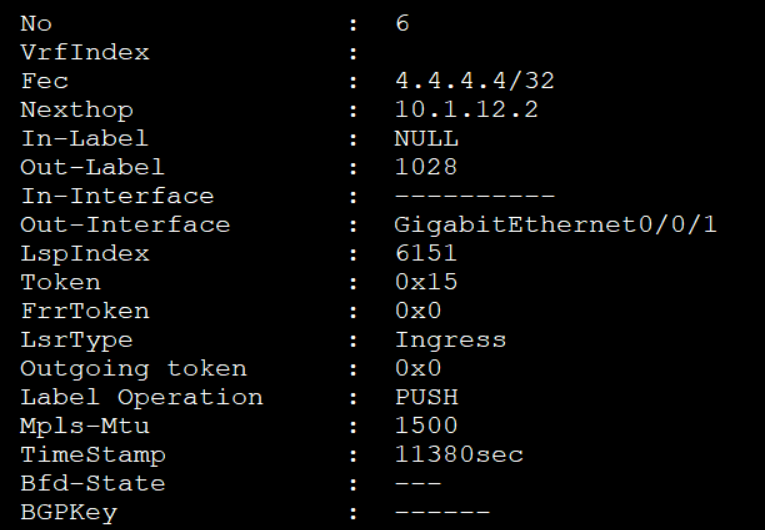 No : 6
VrfIndex :
Fec : 4.4.4.4/32
Nexthop : 10.1.12.2
In-Label : NULL
Out-Label : 1028
In-Interface : ----------
Out-Interface : GigabitEthernet0/0/1
LspIndex : 6151
Token : 0x15
FrrToken : 0x0
LsrType : Ingress
Outgoing token : 0x0
Label Operation : PUSH
Mpls-Mtu : 1500
TimeStamp : 11380sec
Bfd-State : ---
BGPKey : ------